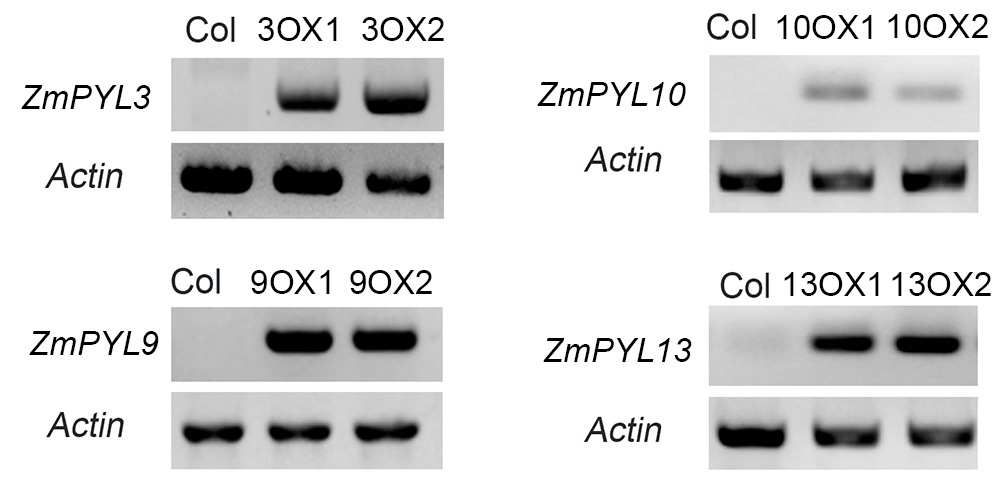 Col 3OX1 3OX2
ZmPYL3
Actin
Col 10OX1 10OX2
ZmPYL10
Actin
Col 9OX1 9OX2
ZmPYL9
Actin
Col 13OX1 13OX2
ZmPYL13
Actin